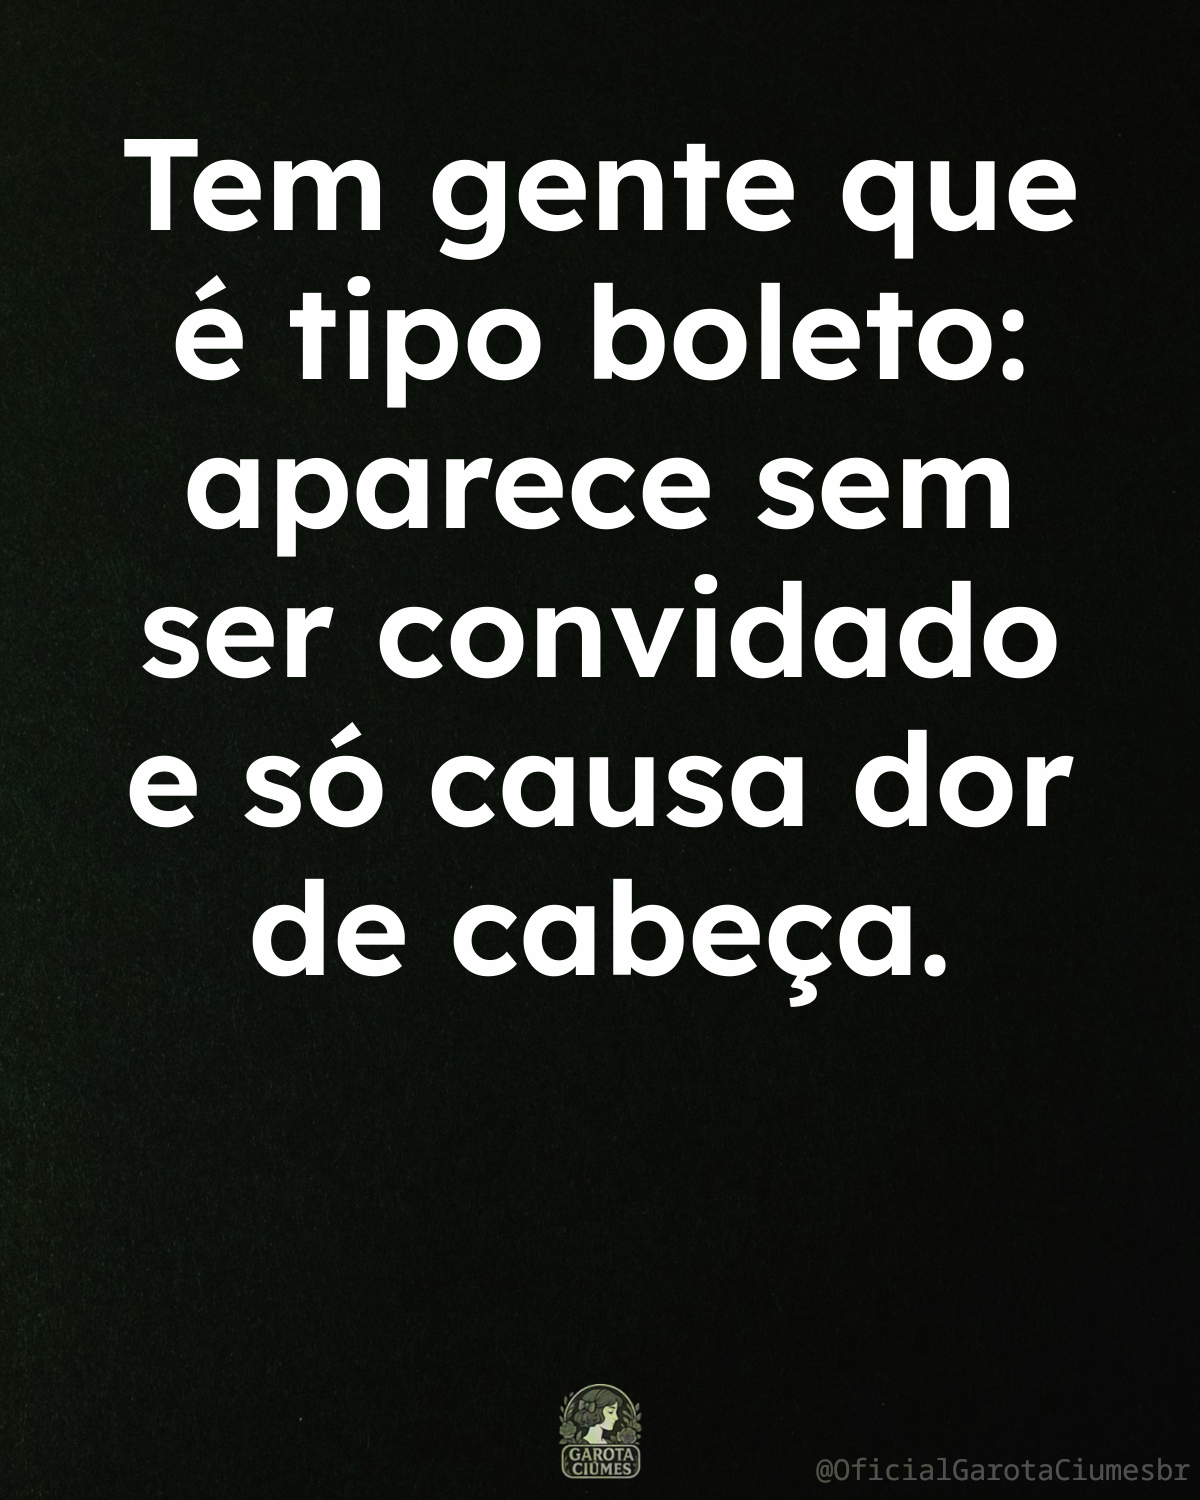 Tem gente que
é tipo boleto:
aparece sem
ser convidado
e só causa dor
de cabeça.
GAROTA
CIÚMES
@OficialGarotaCiumesbr